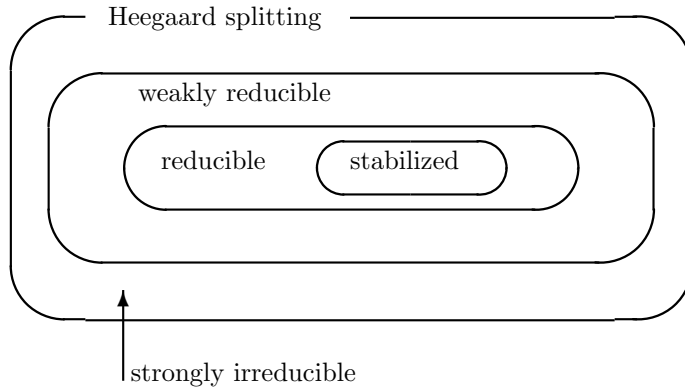 Heegaard splitting
weakly reducible
reducible
stabilized
strongly irreducible